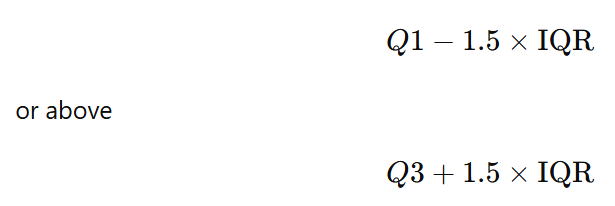 Q1 − 1.5 × IQR
or above
Q3 + 1.5 × IQR